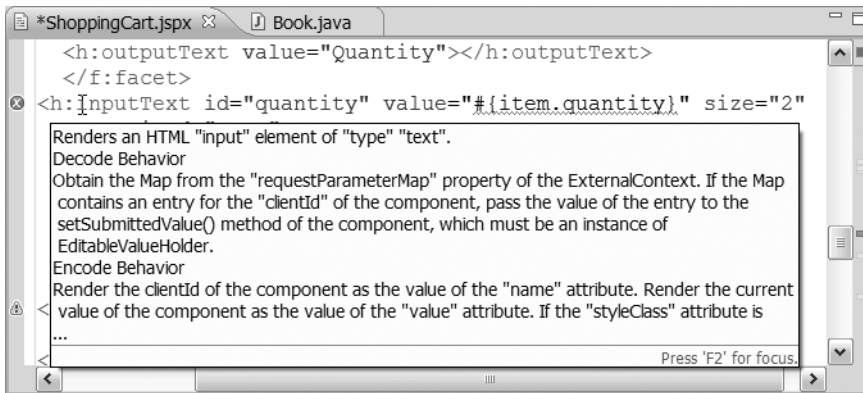 *ShoppingCart.jspx Book.java
<h:outputText value="Quantity"></h:outputText>
</f:facet>
<h:InputText id="quantity" value="#{item.quantity}" size="2"
Renders an HTML "input" element of "type" "text".
Decode Behavior
Obtain the Map from the "requestParameterMap" property of the ExternalContext. If the Map
contains an entry for the "clientId" of the component, pass the value of the entry to the
setSubmittedValue() method of the component, which must be an instance of
EditableValueHolder.
Encode Behavior
Render the clientId of the component as the value of the "name" attribute. Render the current
< value of the component as the value of the "value" attribute. If the "styleClass" attribute is
...
< Press 'F2' for focus.